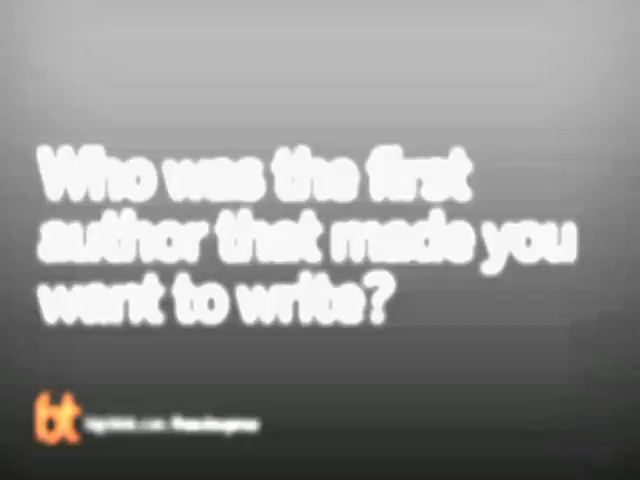 Who was the first
author that made you
want to write?
bt